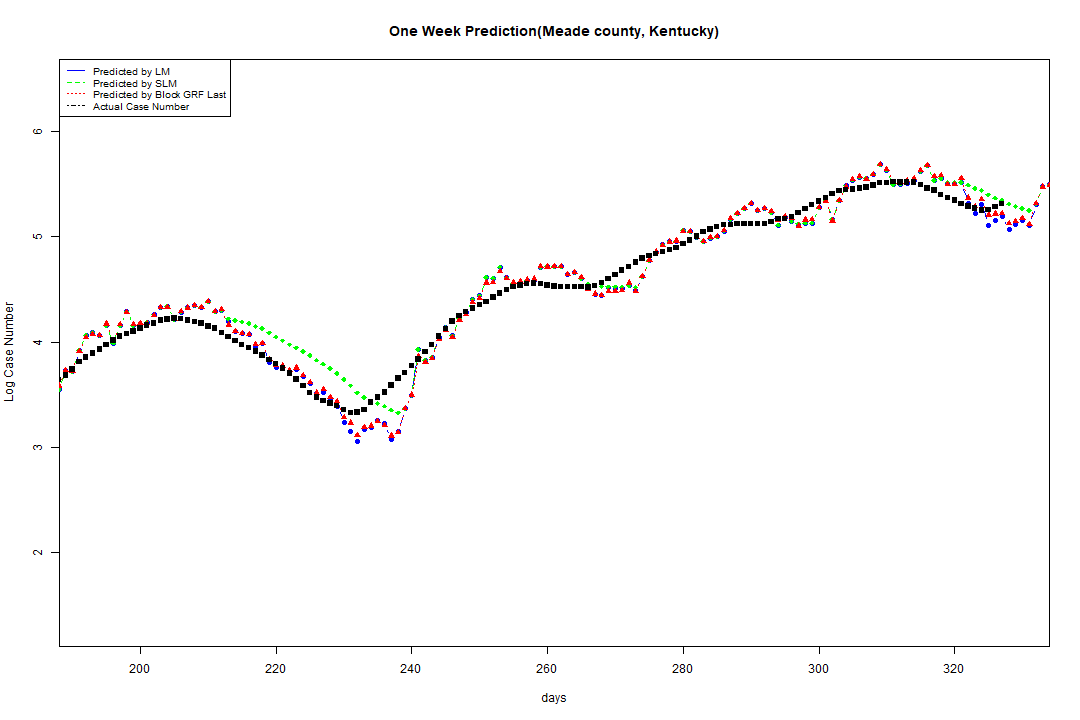 One Week Prediction(Meade county, Kentucky)
Predicted by LM
Predicted by SLM
Predicted by Block GRF Last
Actual Case Number
6
5
4
3
2
Log Case Number
200
220
240
260
280
300
320
days